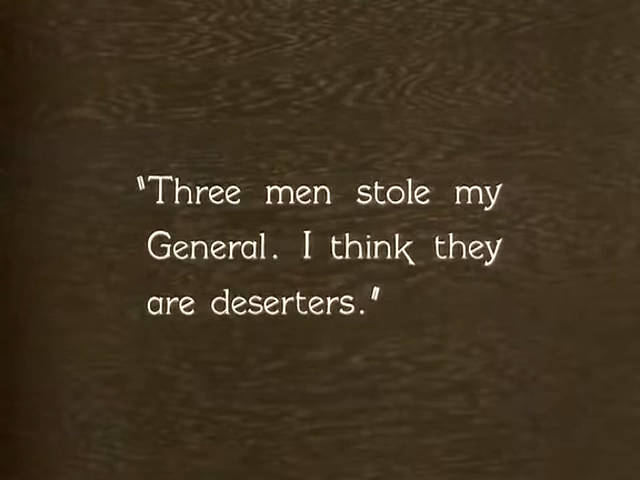 "Three men stole my
General. I think they
are deserters."